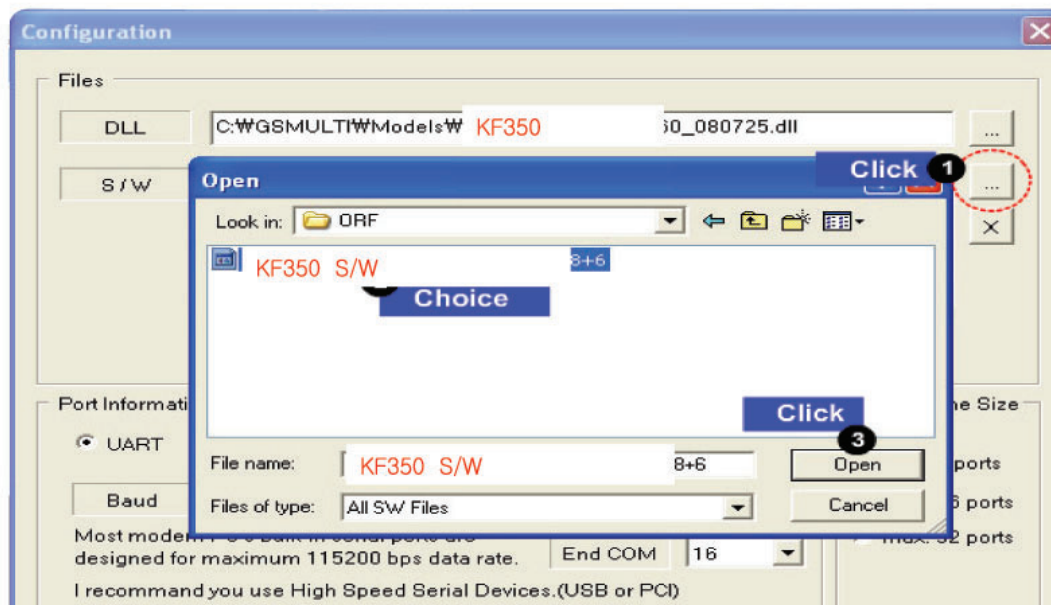 Configuration
Files
DLL
C:₩GSMULTI₩Models₩ KF350 60_080725.dll
...
Click 1
S/W
...
Open
Look in: ORF
KF350 S/W 8+6
Choice
Click
3
File name: KF350 S/W 8+6
Open
Files of type: All SW Files
Cancel
Port Informati
ne Size
UART
ports
Baud
6 ports
max. 32 ports
designed for maximum 115200 bps data rate.
End COM
16
I recommand you use High Speed Serial Devices.(USB or PCI)